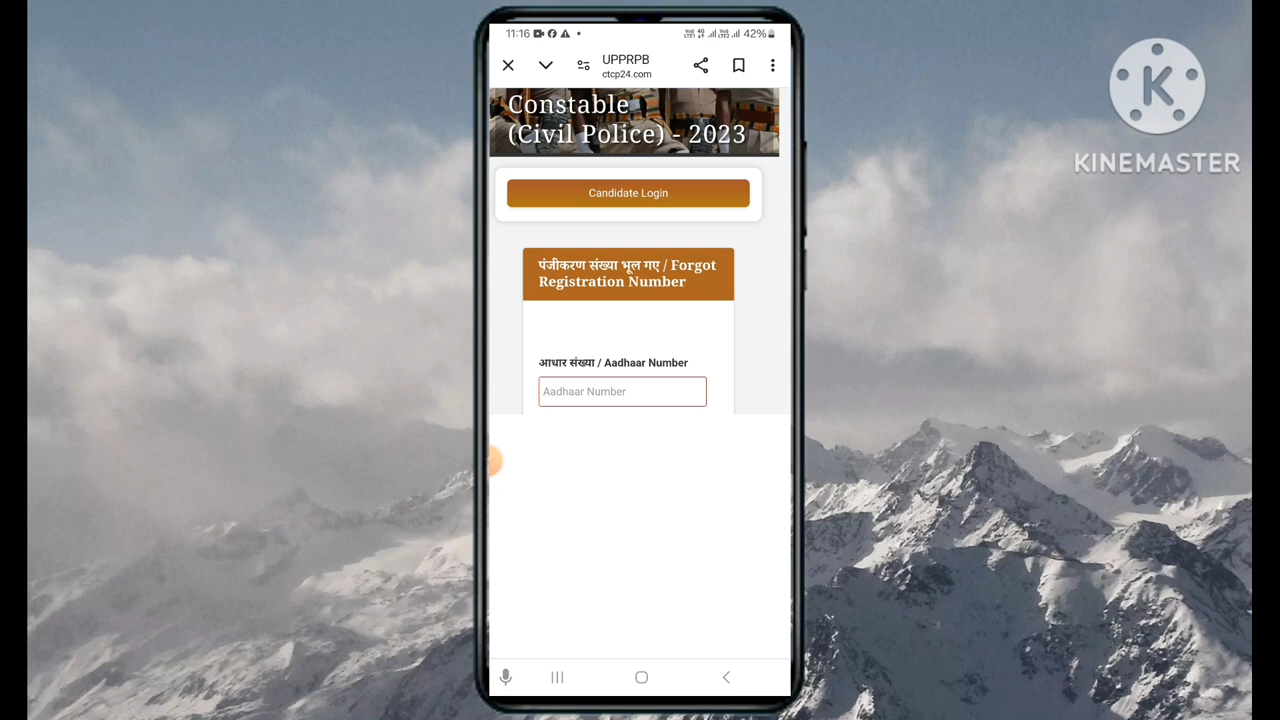 11:16
42%
UPPRPB
ctcp24.com
Constable
(Civil Police) - 2023
Candidate Login
पंजीकरण संख्या भूल गए / Forgot
Registration Number
आधार संख्या / Aadhaar Number
Aadhaar Number
K
KINEMASTER